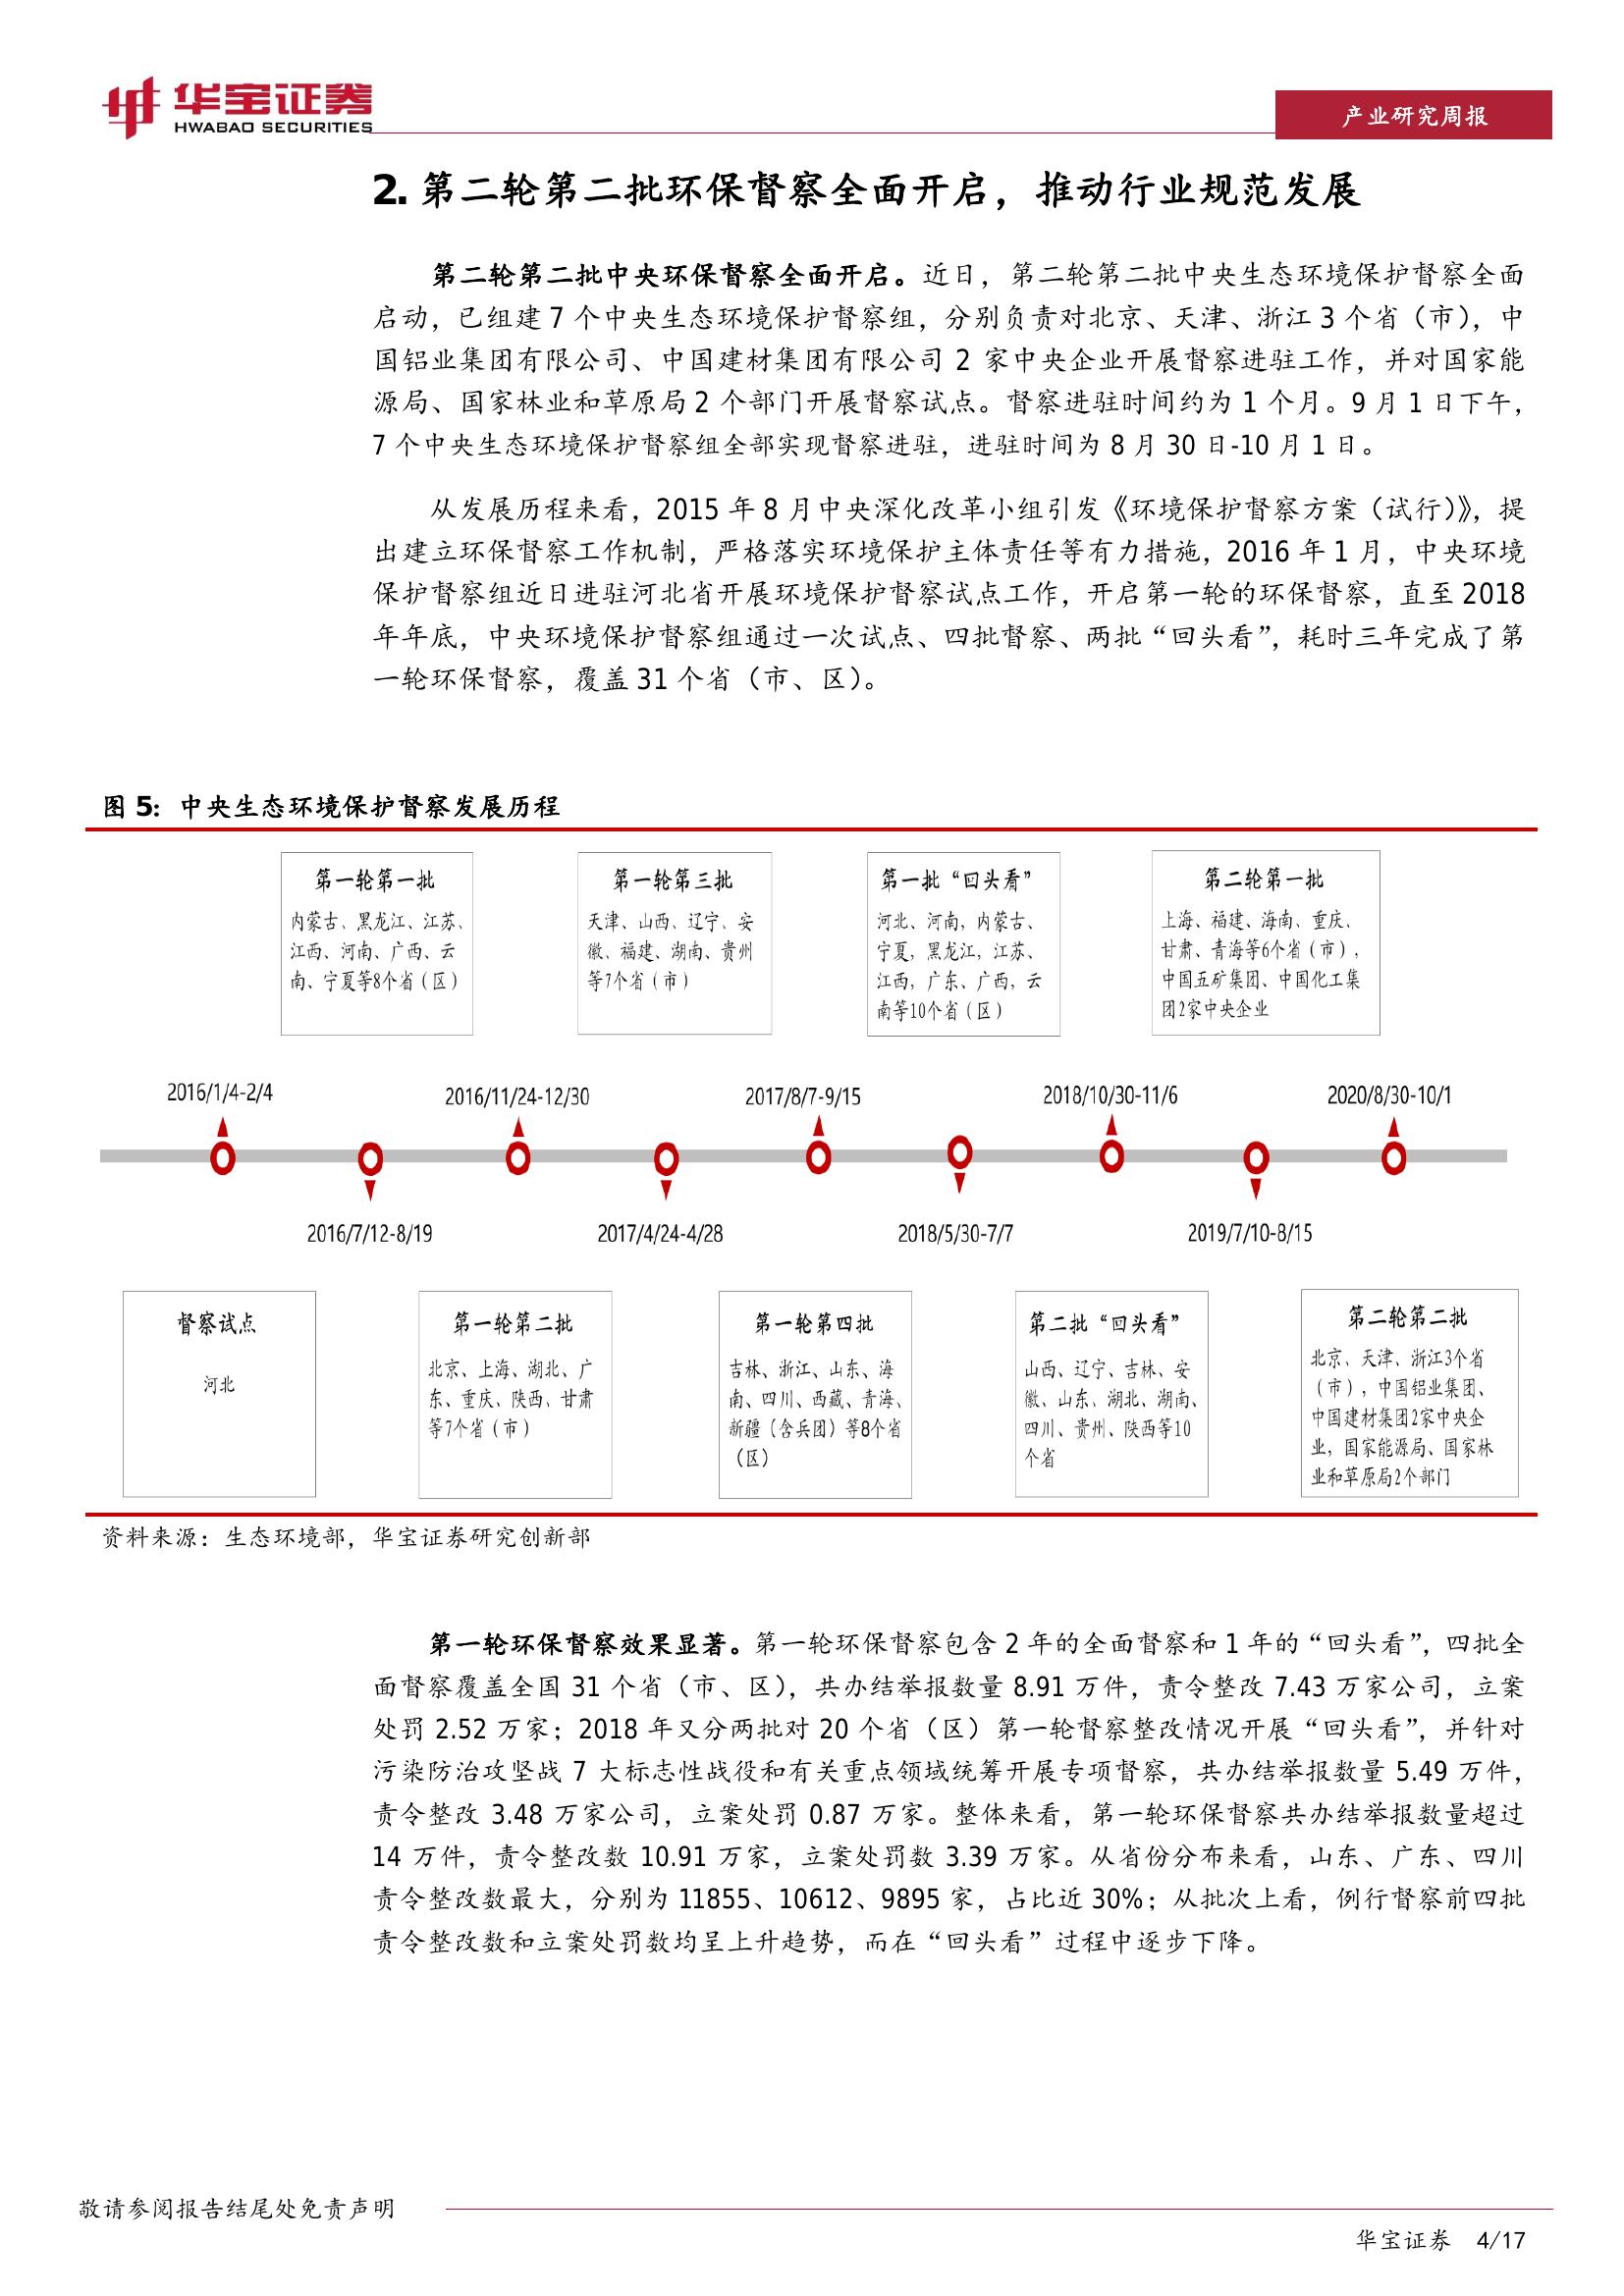 华宝证券
HWABAO SECURITIES
产业研究周报
2. 第二轮第二批环保督察全面开启，推动行业规范发展
第二轮第二批中央环保督察全面开启。近日，第二轮第二批中央生态环境保护督察全面
启动，已组建 7 个中央生态环境保护督察组，分别负责对北京、天津、浙江 3 个省（市），中
国铝业集团有限公司、中国建材集团有限公司 2 家中央企业开展督察进驻工作，并对国家能
源局、国家林业和草原局 2 个部门开展督察试点。督察进驻时间约为 1 个月。9 月 1 日下午，
7 个中央生态环境保护督察组全部实现督察进驻，进驻时间为 8 月 30 日-10 月 1 日。
从发展历程来看，2015 年 8 月中央深化改革小组引发《环境保护督察方案（试行）》，提
出建立环保督察工作机制，严格落实环境保护主体责任等有力措施，2016 年 1 月，中央环境
保护督察组近日进驻河北省开展环境保护督察试点工作，开启第一轮的环保督察，直至 2018
年年底，中央环境保护督察组通过一次试点、四批督察、两批“回头看”，耗时三年完成了第
一轮环保督察，覆盖 31 个省（市、区）。
图 5：中央生态环境保护督察发展历程
第一轮第一批
内蒙古、黑龙江、江苏、
江西、河南、广西、云
南、宁夏等8个省（区）
第一轮第三批
天津、山西、辽宁、安
徽、福建、湖南、贵州
等7个省（市）
第一批“回头看”
河北、河南，内蒙古、
宁夏，黑龙江，江苏、
江西，广东、广西，云
南等10个省（区）
第二轮第一批
上海、福建、海南、重庆、
甘肃、青海等6个省（市），
中国五矿集团、中国化工集
团2家中央企业
2016/1/4-2/4
2016/11/24-12/30
2017/8/7-9/15
2018/10/30-11/6
2020/8/30-10/1
2016/7/12-8/19
2017/4/24-4/28
2018/5/30-7/7
2019/7/10-8/15
督察试点
河北
第一轮第二批
北京、上海、湖北、广
东、重庆、陕西、甘肃
等7个省（市）
第一轮第四批
吉林、浙江、山东、海
南、四川、西藏、青海、
新疆（含兵团）等8个省
（区）
第二批“回头看”
山西、辽宁、吉林、安
徽、山东、湖北、湖南、
四川、贵州、陕西等10
个省
第二轮第二批
北京、天津、浙江3个省
（市），中国铝业集团、
中国建材集团2家中央企
业，国家能源局、国家林
业和草原局2个部门
资料来源：生态环境部，华宝证券研究创新部
第一轮环保督察效果显著。第一轮环保督察包含 2 年的全面督察和 1 年的“回头看”，四批全
面督察覆盖全国 31 个省（市、区），共办结举报数量 8.91 万件，责令整改 7.43 万家公司，立案
处罚 2.52 万家；2018 年又分两批对 20 个省（区）第一轮督察整改情况开展“回头看”，并针对
污染防治攻坚战 7 大标志性战役和有关重点领域统筹开展专项督察，共办结举报数量 5.49 万件，
责令整改 3.48 万家公司，立案处罚 0.87 万家。整体来看，第一轮环保督察共办结举报数量超过
14 万件，责令整改数 10.91 万家，立案处罚数 3.39 万家。从省份分布来看，山东、广东、四川
责令整改数最大，分别为 11855、10612、9895 家，占比近 30%；从批次上看，例行督察前四批
责令整改数和立案处罚数均呈上升趋势，而在“回头看”过程中逐步下降。
敬请参阅报告结尾处免责声明
华宝证券 4/17